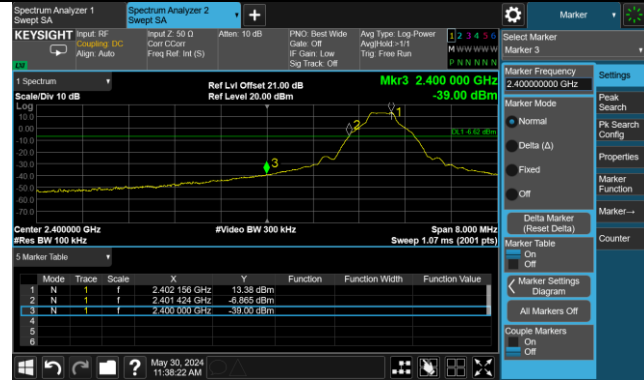 Spectrum Analyzer 1
Swept SA
Spectrum Analyzer 2
Swept SA
Marker
KEYSIGHT
Input: RF
Coupling: DC
Align: Auto
Input Z: 50 Ω
Corr CCorr
Freq Ref: Int (S)
Atten: 10 dB
PNO: Best Wide
Gate: Off
IF Gain: Low
Sig Track: Off
Avg Type: Log-Power
Avg|Hold:>1/1
Trig: Free Run
1 2 3 4 5 6
M W W W W W
P N N N N N
Select Marker
Marker 3
1 Spectrum
Scale/Div 10 dB
Ref Lvl Offset 21.00 dB
Ref Level 20.00 dBm
Mkr3 2.400 000 GHz
-39.00 dBm
Log
10.0
0.00
-10.0
-20.0
-30.0
-40.0
-50.0
-60.0
-70.0
1
2
3
DL1 -6.62 dBm
Center 2.400000 GHz
#Res BW 100 kHz
#Video BW 300 kHz
Span 8.000 MHz
Sweep 1.07 ms (2001 pts)
5 Marker Table
Mode Trace Scale X Y Function Function Width Function Value
1 N 1 f 2.402 156 GHz 13.38 dBm
2 N 1 f 2.401 424 GHz -6.865 dBm
3 N 1 f 2.400 000 GHz -39.00 dBm
4
5
6
Marker Frequency
2.400000000 GHz
Marker Mode
Normal
Delta (Δ)
Fixed
Off
Delta Marker
(Reset Delta)
Marker Table
On
Off
Marker Settings
Diagram
All Markers Off
Couple Markers
On
Off
Settings
Peak
Search
Pk Search
Config
Properties
Marker
Function
Marker→
Counter
?
May 30, 2024
11:38:22 AM